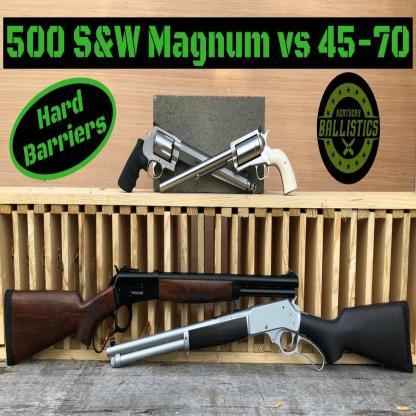 500 S&W Magnum vs 45-70
Hard
Barriers
KENTUCKY
BALLISTICS